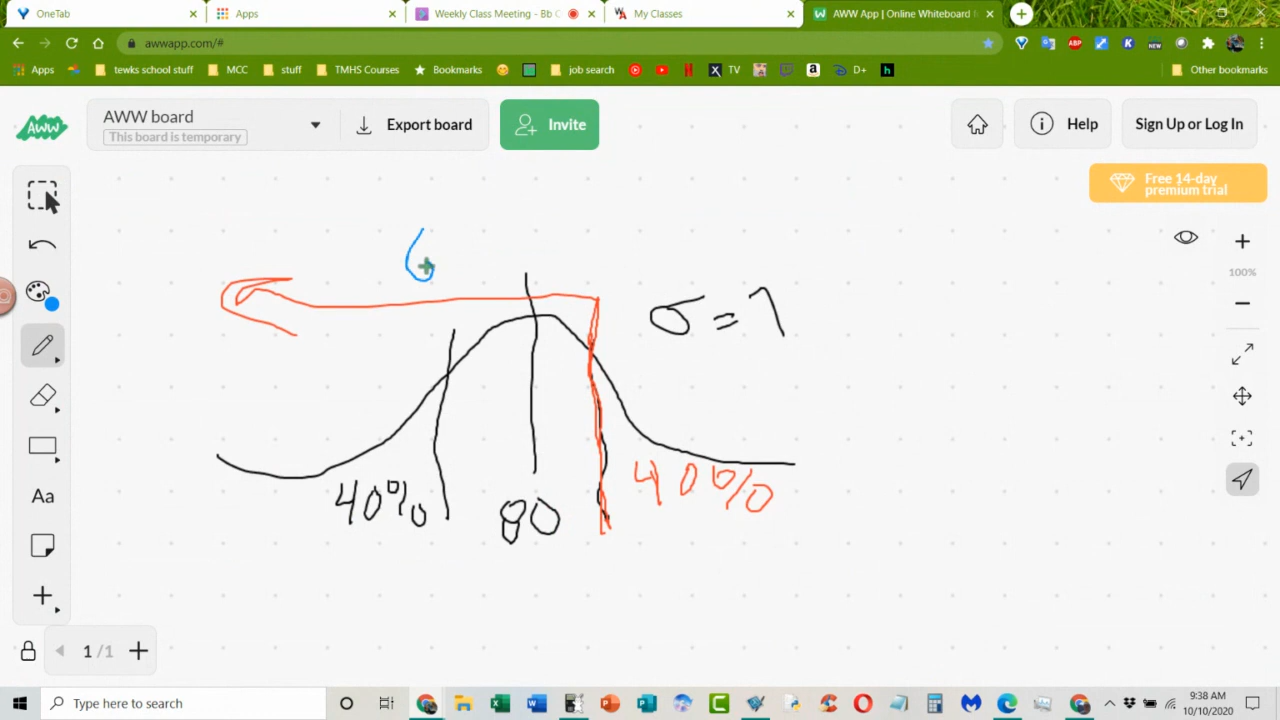 OneTab
Apps
Weekly Class Meeting - Bb C
My Classes
AWW App | Online Whiteboard
awwapp.com/#
Apps
tewks school stuff
MCC
stuff
TMHS Courses
Bookmarks
job search
TV
D+
Other bookmarks
AWW
AWW board
This board is temporary
Export board
Invite
Help
Sign Up or Log In
Free 14-day
premium trial
100%
6
σ = 7
40%
80
40%
Aa
1 / 1
Type here to search
9:38 AM
10/10/2020